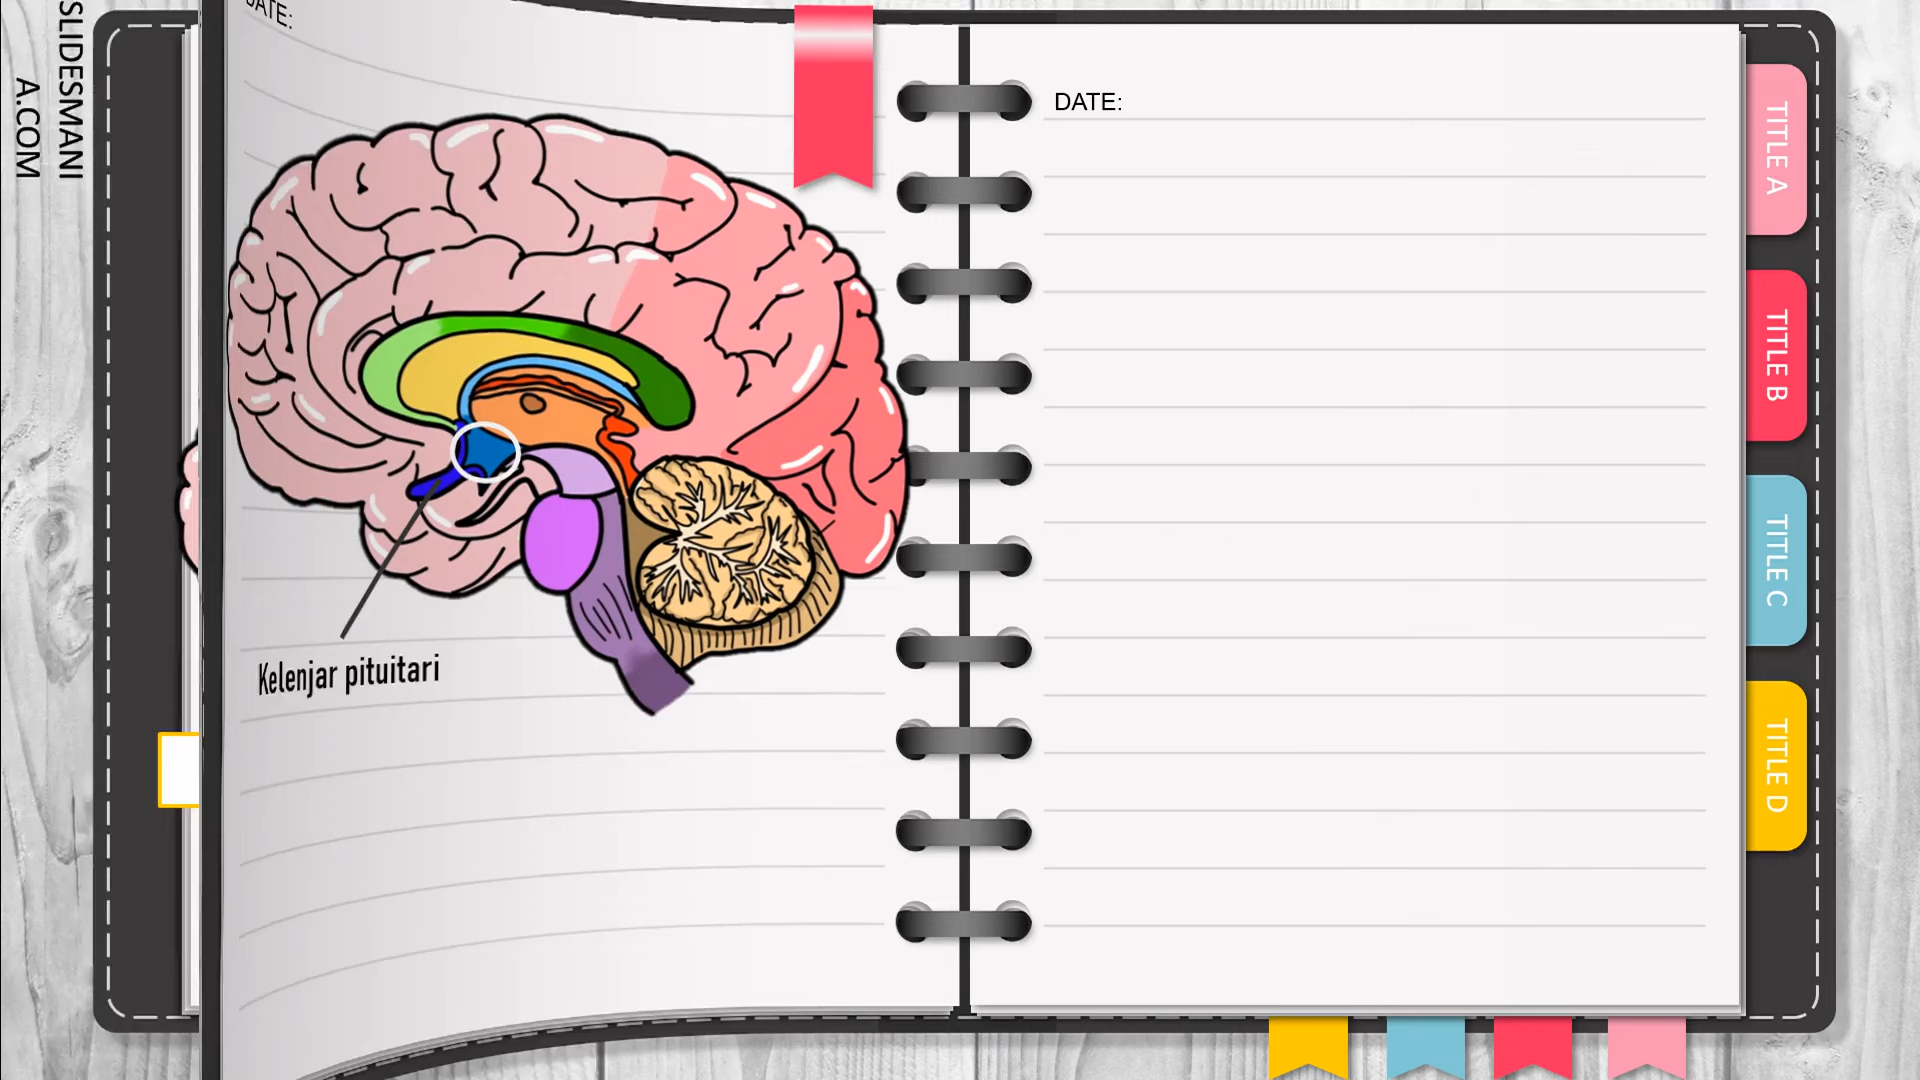 SLIDESMANI
A.COM
DATE:
Kelenjar pituitari
DATE:
TITLE A
TITLE B
TITLE C
TITLE D